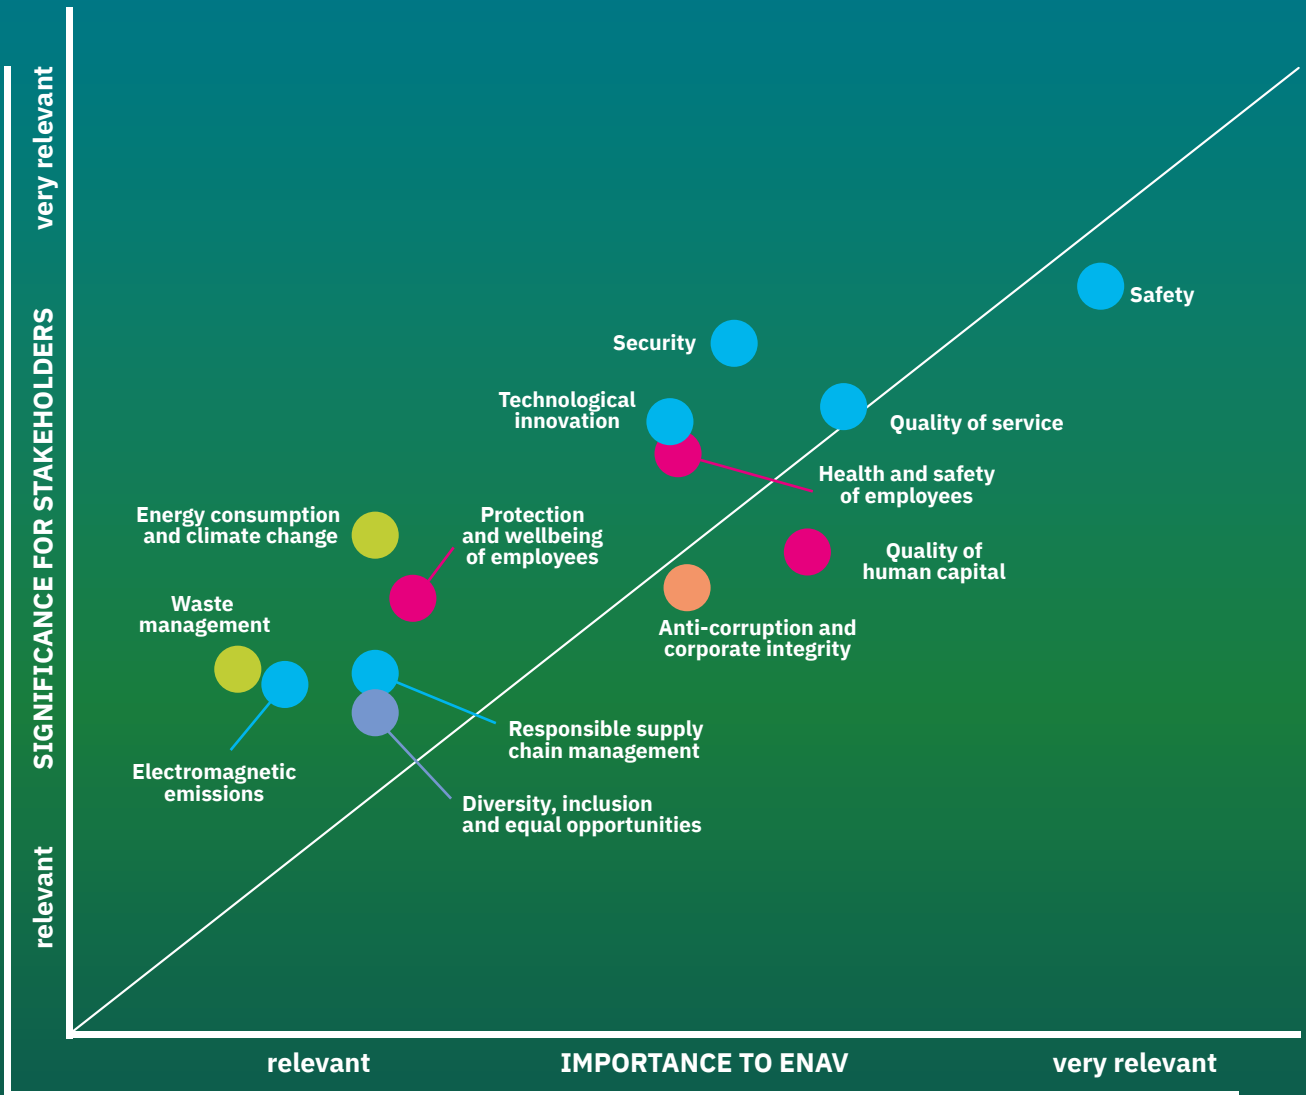 very relevant
SIGNIFICANCE FOR STAKEHOLDERS
relevant
Safety
Security
Technological
innovation
Quality of service
Health and safety
of employees
Energy consumption
and climate change
Protection
and wellbeing
of employees
Quality of
human capital
Waste
management
Anti-corruption and
corporate integrity
Responsible supply
chain management
Electromagnetic
emissions
Diversity, inclusion
and equal opportunities
relevant
IMPORTANCE TO ENAV
very relevant